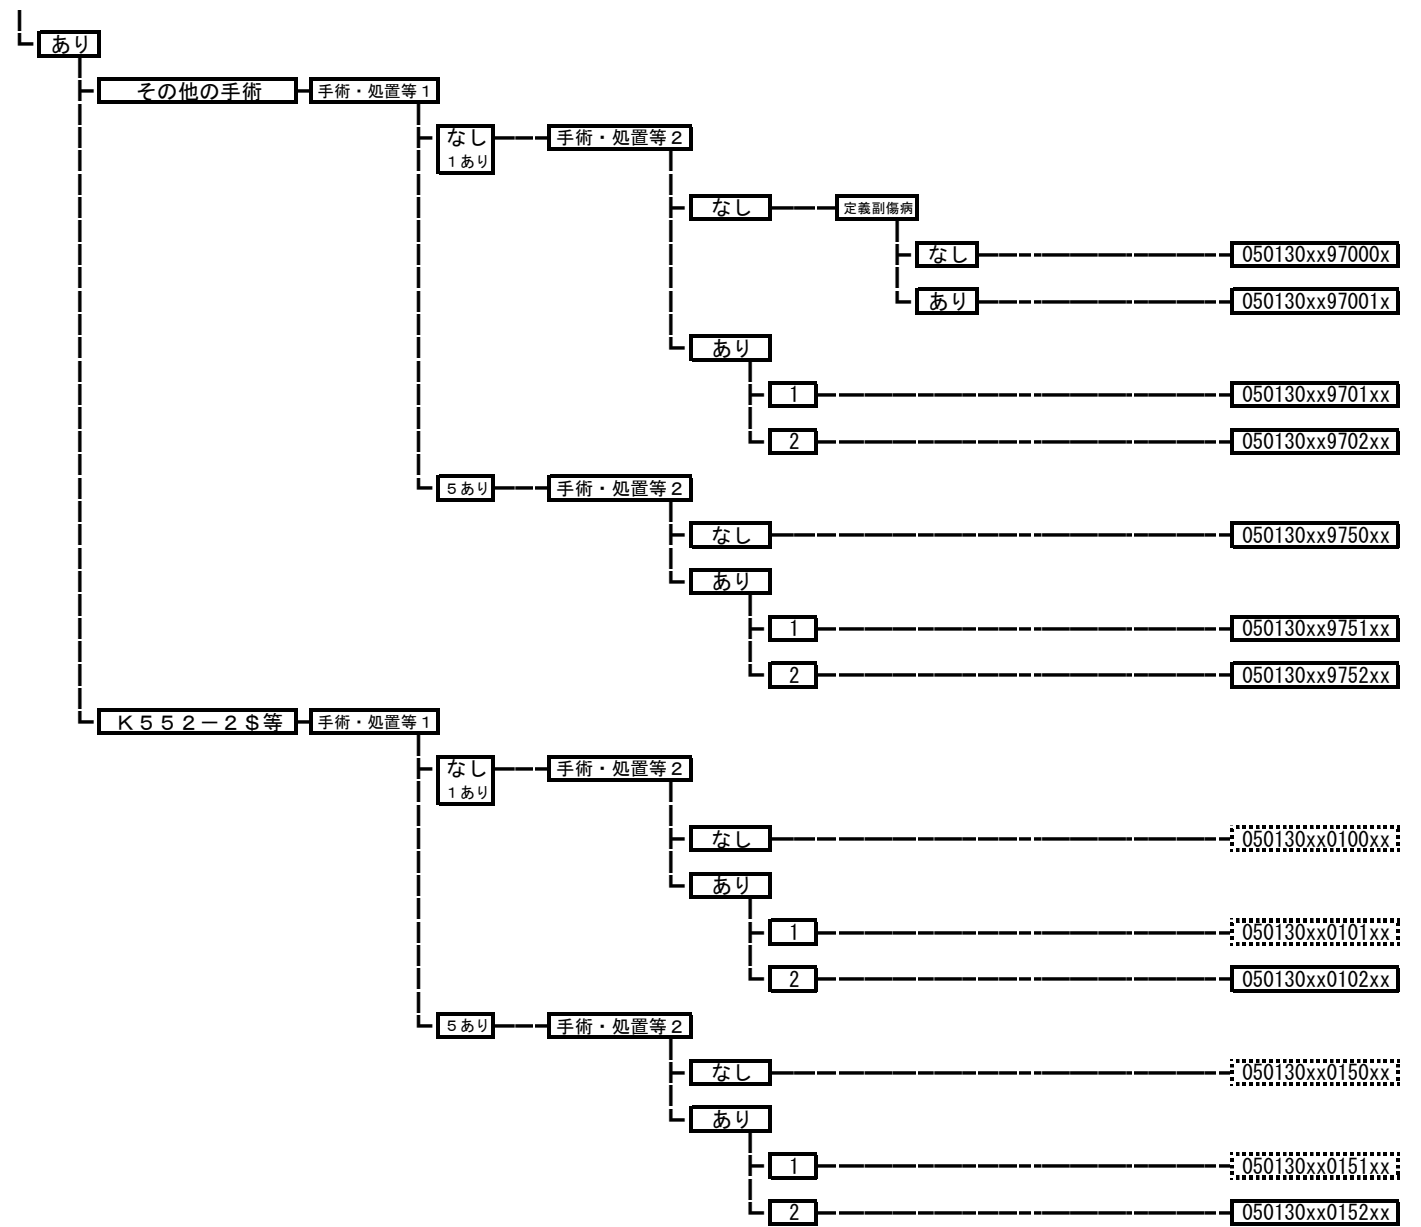 あり
その他の手術
手術・処置等1
なし
1あり
手術・処置等2
なし
定義副傷病
なし
050130xx97000x
あり
050130xx97001x
あり
1
050130xx9701xx
2
050130xx9702xx
5あり
手術・処置等2
なし
050130xx9750xx
あり
1
050130xx9751xx
2
050130xx9752xx
K552-2$等
手術・処置等1
なし
1あり
手術・処置等2
なし
050130xx0100xx
あり
1
050130xx0101xx
2
050130xx0102xx
5あり
手術・処置等2
なし
050130xx0150xx
あり
1
050130xx0151xx
2
050130xx0152xx